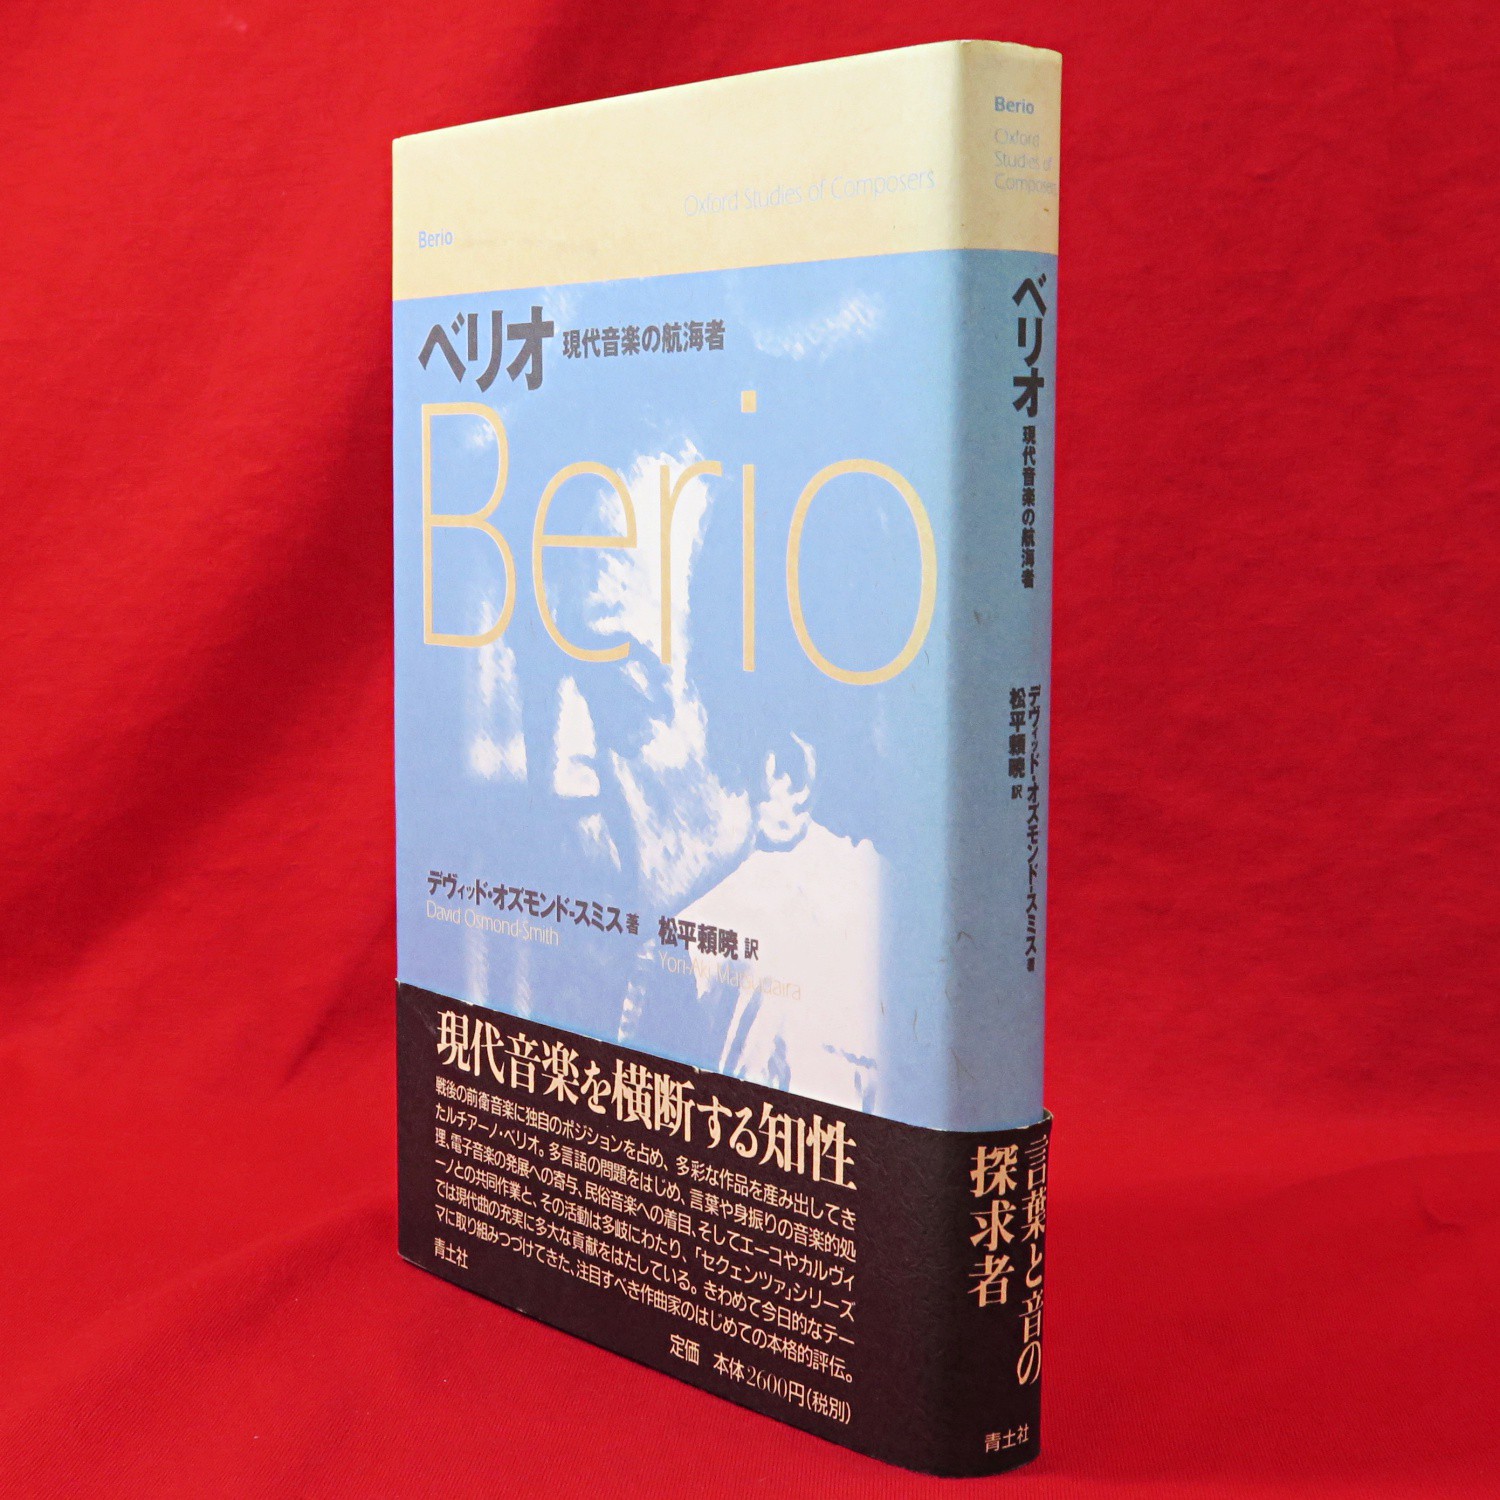 Oxford Studies of Composers
Berio
ベリオ 現代音楽の航海者
Berio
デヴィッド・オズモンド-スミス 著
David Osmond-Smith
松平頼暁 訳
Yori-Aki Matsudaira
現代音楽を横断する知性
戦後の前衛音楽に独自のポジションを占め、多彩な作品を産み出してき
たルチアーノ・ベリオ。多言語の問題をはじめ、言葉や身振りの音楽的処
理、電子音楽の発展への寄与、民俗音楽への着目、そしてエーコやカルヴィ
ーノとの共同作業と、その活動は多岐にわたり、「セクェンツァ」シリーズ
では現代曲の充実に多大な貢献をはたしている。きわめて今日的なテー
マに取り組みつづけてきた、注目すべき作曲家のはじめての本格的評伝。
青土社
定価 本体2600円(税別)
Berio
Oxford
Studies of
Composers
ベリオ
現代音楽の航海者
デヴィッド・オズモンド-スミス 著
松平頼暁 訳
言葉と音の
探求者
青土社